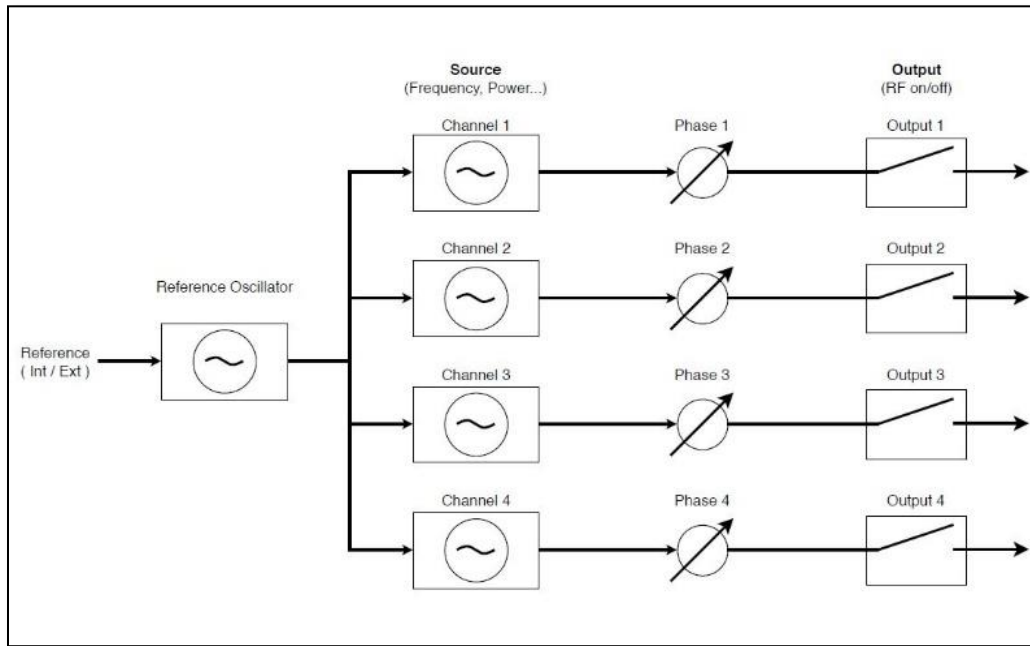 Source
(Frequency, Power...)
Output
(RF on/off)
Channel 1
Phase 1
Output 1
Channel 2
Phase 2
Output 2
Reference Oscillator
Reference
( Int / Ext )
Channel 3
Phase 3
Output 3
Channel 4
Phase 4
Output 4